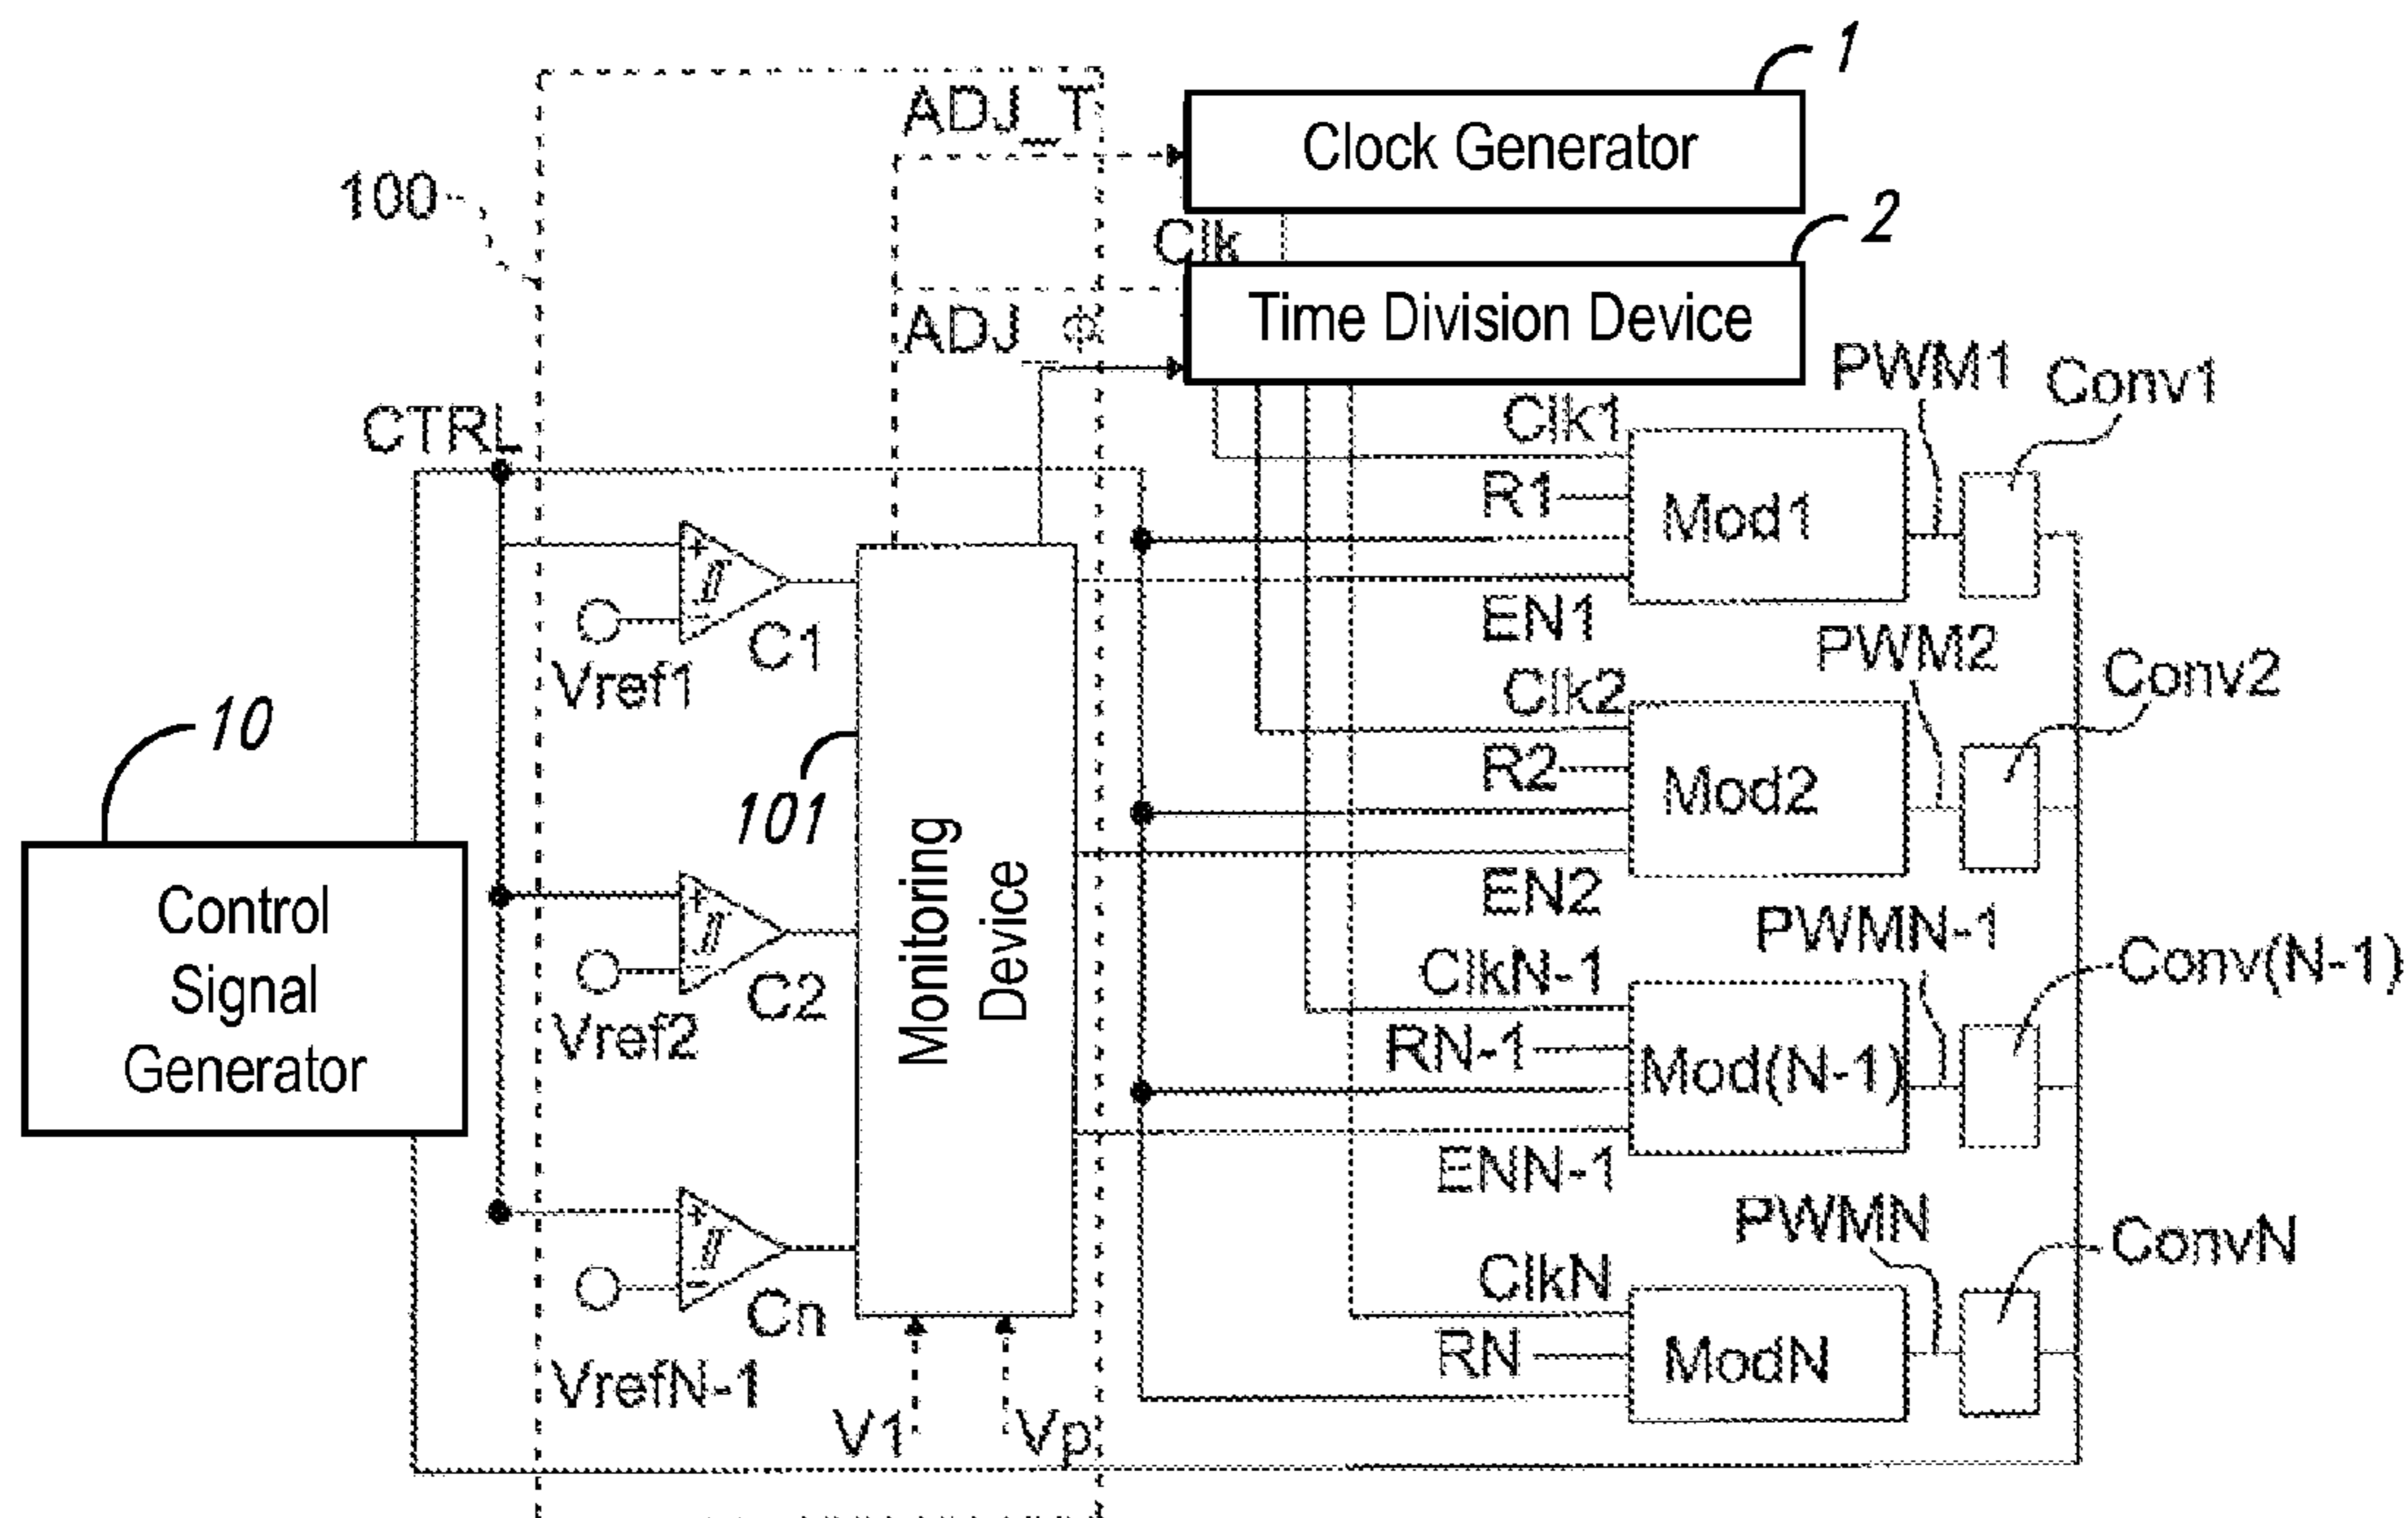 1
ADJ_T
Clock Generator
100
2
Clk
ADJ_Φ
Time Division Device
PWM1
Conv1
CTRL
Clk1
R1
Mod1
+
-
C1
EN1
Vref1
PWM2
Conv2
Clk2
10
R2
Mod2
101
Control
Signal
Generator
Monitoring
Device
+
-
C2
EN2
Vref2
PWMN-1
Conv(N-1)
ClkN-1
RN-1
Mod(N-1)
ENN-1
+
-
Cn
PWMN
ConvN
ClkN
VrefN-1
RN
ModN
V1
Vp